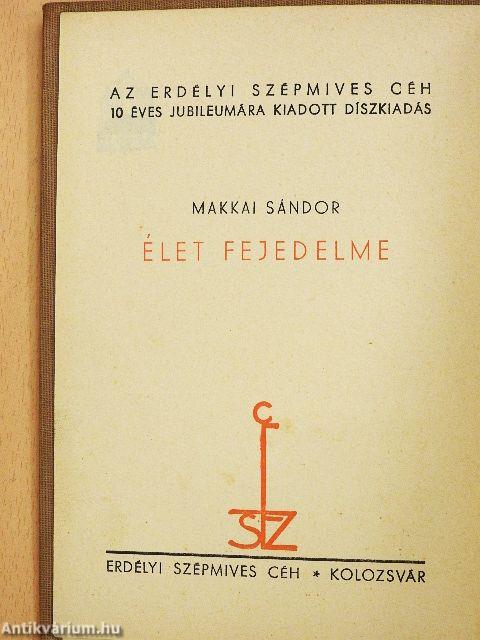 AZ ERDÉLYI SZÉPMIVES CÉH
10 ÉVES JUBILEUMÁRA KIADOTT DÍSZKIADÁS
MAKKAI SÁNDOR
ÉLET FEJEDELME
C
SZ
ERDÉLYI SZÉPMIVES CÉH * KOLOZSVÁR
Antikvárium.hu